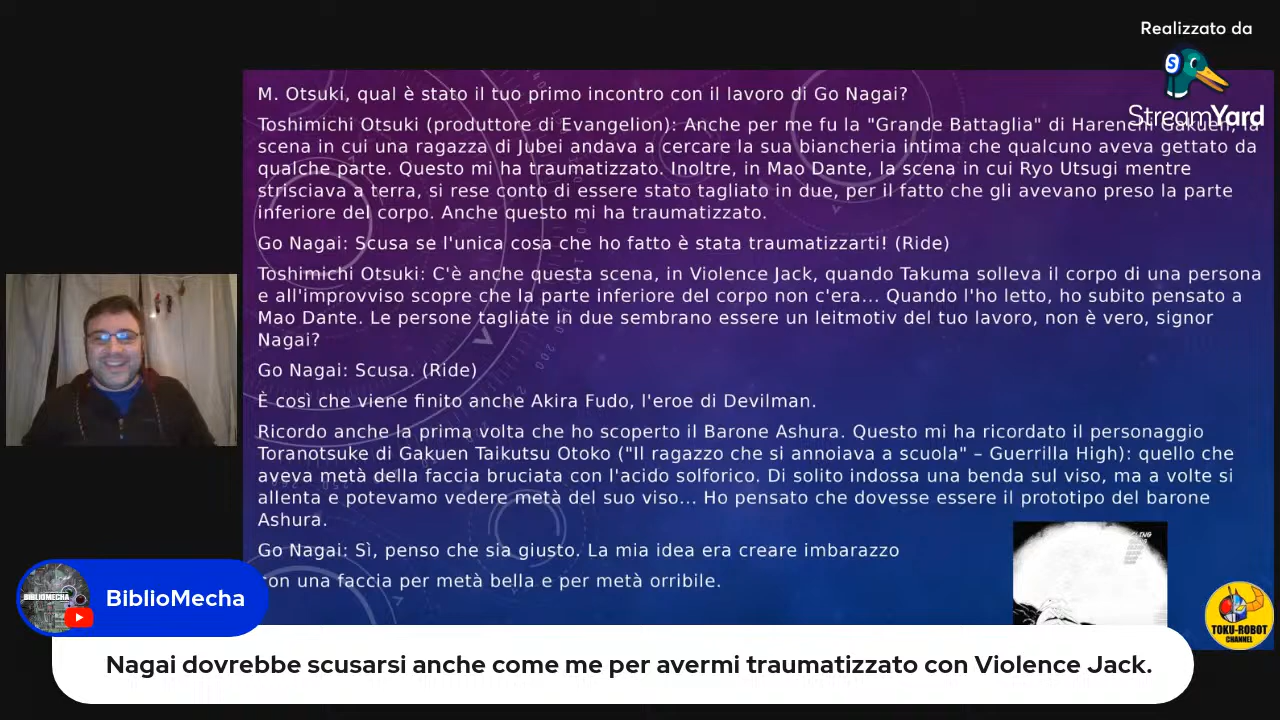 Realizzato da
StreamYard
M. Otsuki, qual è stato il tuo primo incontro con il lavoro di Go Nagai?
Toshimichi Otsuki (produttore di Evangelion): Anche per me fu la "Grande Battaglia" di Harenchi Gakuen, la
scena in cui una ragazza di Jubei andava a cercare la sua biancheria intima che qualcuno aveva gettato da
qualche parte. Questo mi ha traumatizzato. Inoltre, in Mao Dante, la scena in cui Ryo Utsugi mentre
strisciava a terra, si rese conto di essere stato tagliato in due, per il fatto che gli avevano preso la parte
inferiore del corpo. Anche questo mi ha traumatizzato.
Go Nagai: Scusa se l'unica cosa che ho fatto è stata traumatizzarti! (Ride)
Toshimichi Otsuki: C'è anche questa scena, in Violence Jack, quando Takuma solleva il corpo di una persona
e all'improvviso scopre che la parte inferiore del corpo non c'era... Quando l'ho letto, ho subito pensato a
Mao Dante. Le persone tagliate in due sembrano essere un leitmotiv del tuo lavoro, non è vero, signor
Nagai?
Go Nagai: Scusa. (Ride)
È così che viene finito anche Akira Fudo, l'eroe di Devilman.
Ricordo anche la prima volta che ho scoperto il Barone Ashura. Questo mi ha ricordato il personaggio
Toranotsuke di Gakuen Taikutsu Otoko ("Il ragazzo che si annoiava a scuola" – Guerrilla High): quello che
aveva metà della faccia bruciata con l'acido solforico. Di solito indossa una benda sul viso, ma a volte si
allenta e potevamo vedere metà del suo viso... Ho pensato che dovesse essere il prototipo del barone
Ashura.
Go Nagai: Sì, penso che sia giusto. La mia idea era creare imbarazzo
con una faccia per metà bella e per metà orribile.
TOKU-ROBOT
CHANNEL
BIBLIOMECHA
BiblioMecha
Nagai dovrebbe scusarsi anche come me per avermi traumatizzato con Violence Jack.